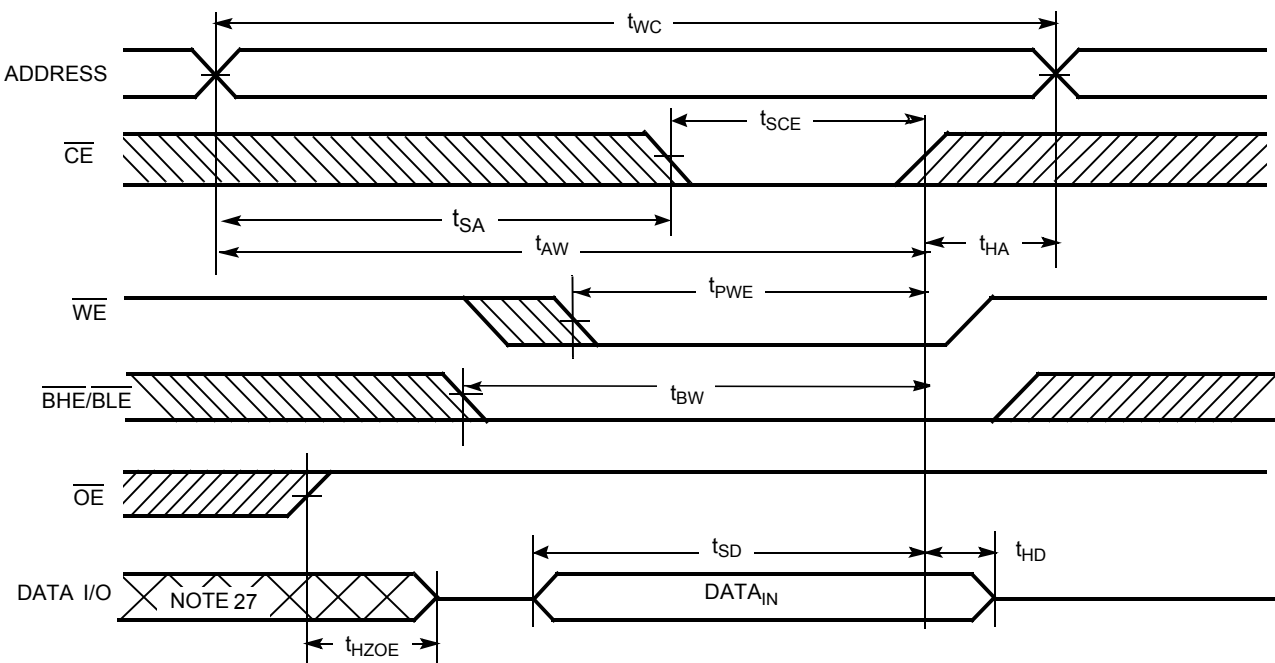 tWC
ADDRESS
tSCE
CE
tSA
tAW
tHA
tPWE
WE
tBW
BHE/BLE
OE
tSD
tHD
DATA I/O
NOTE 27
DATAIN
tHZOE